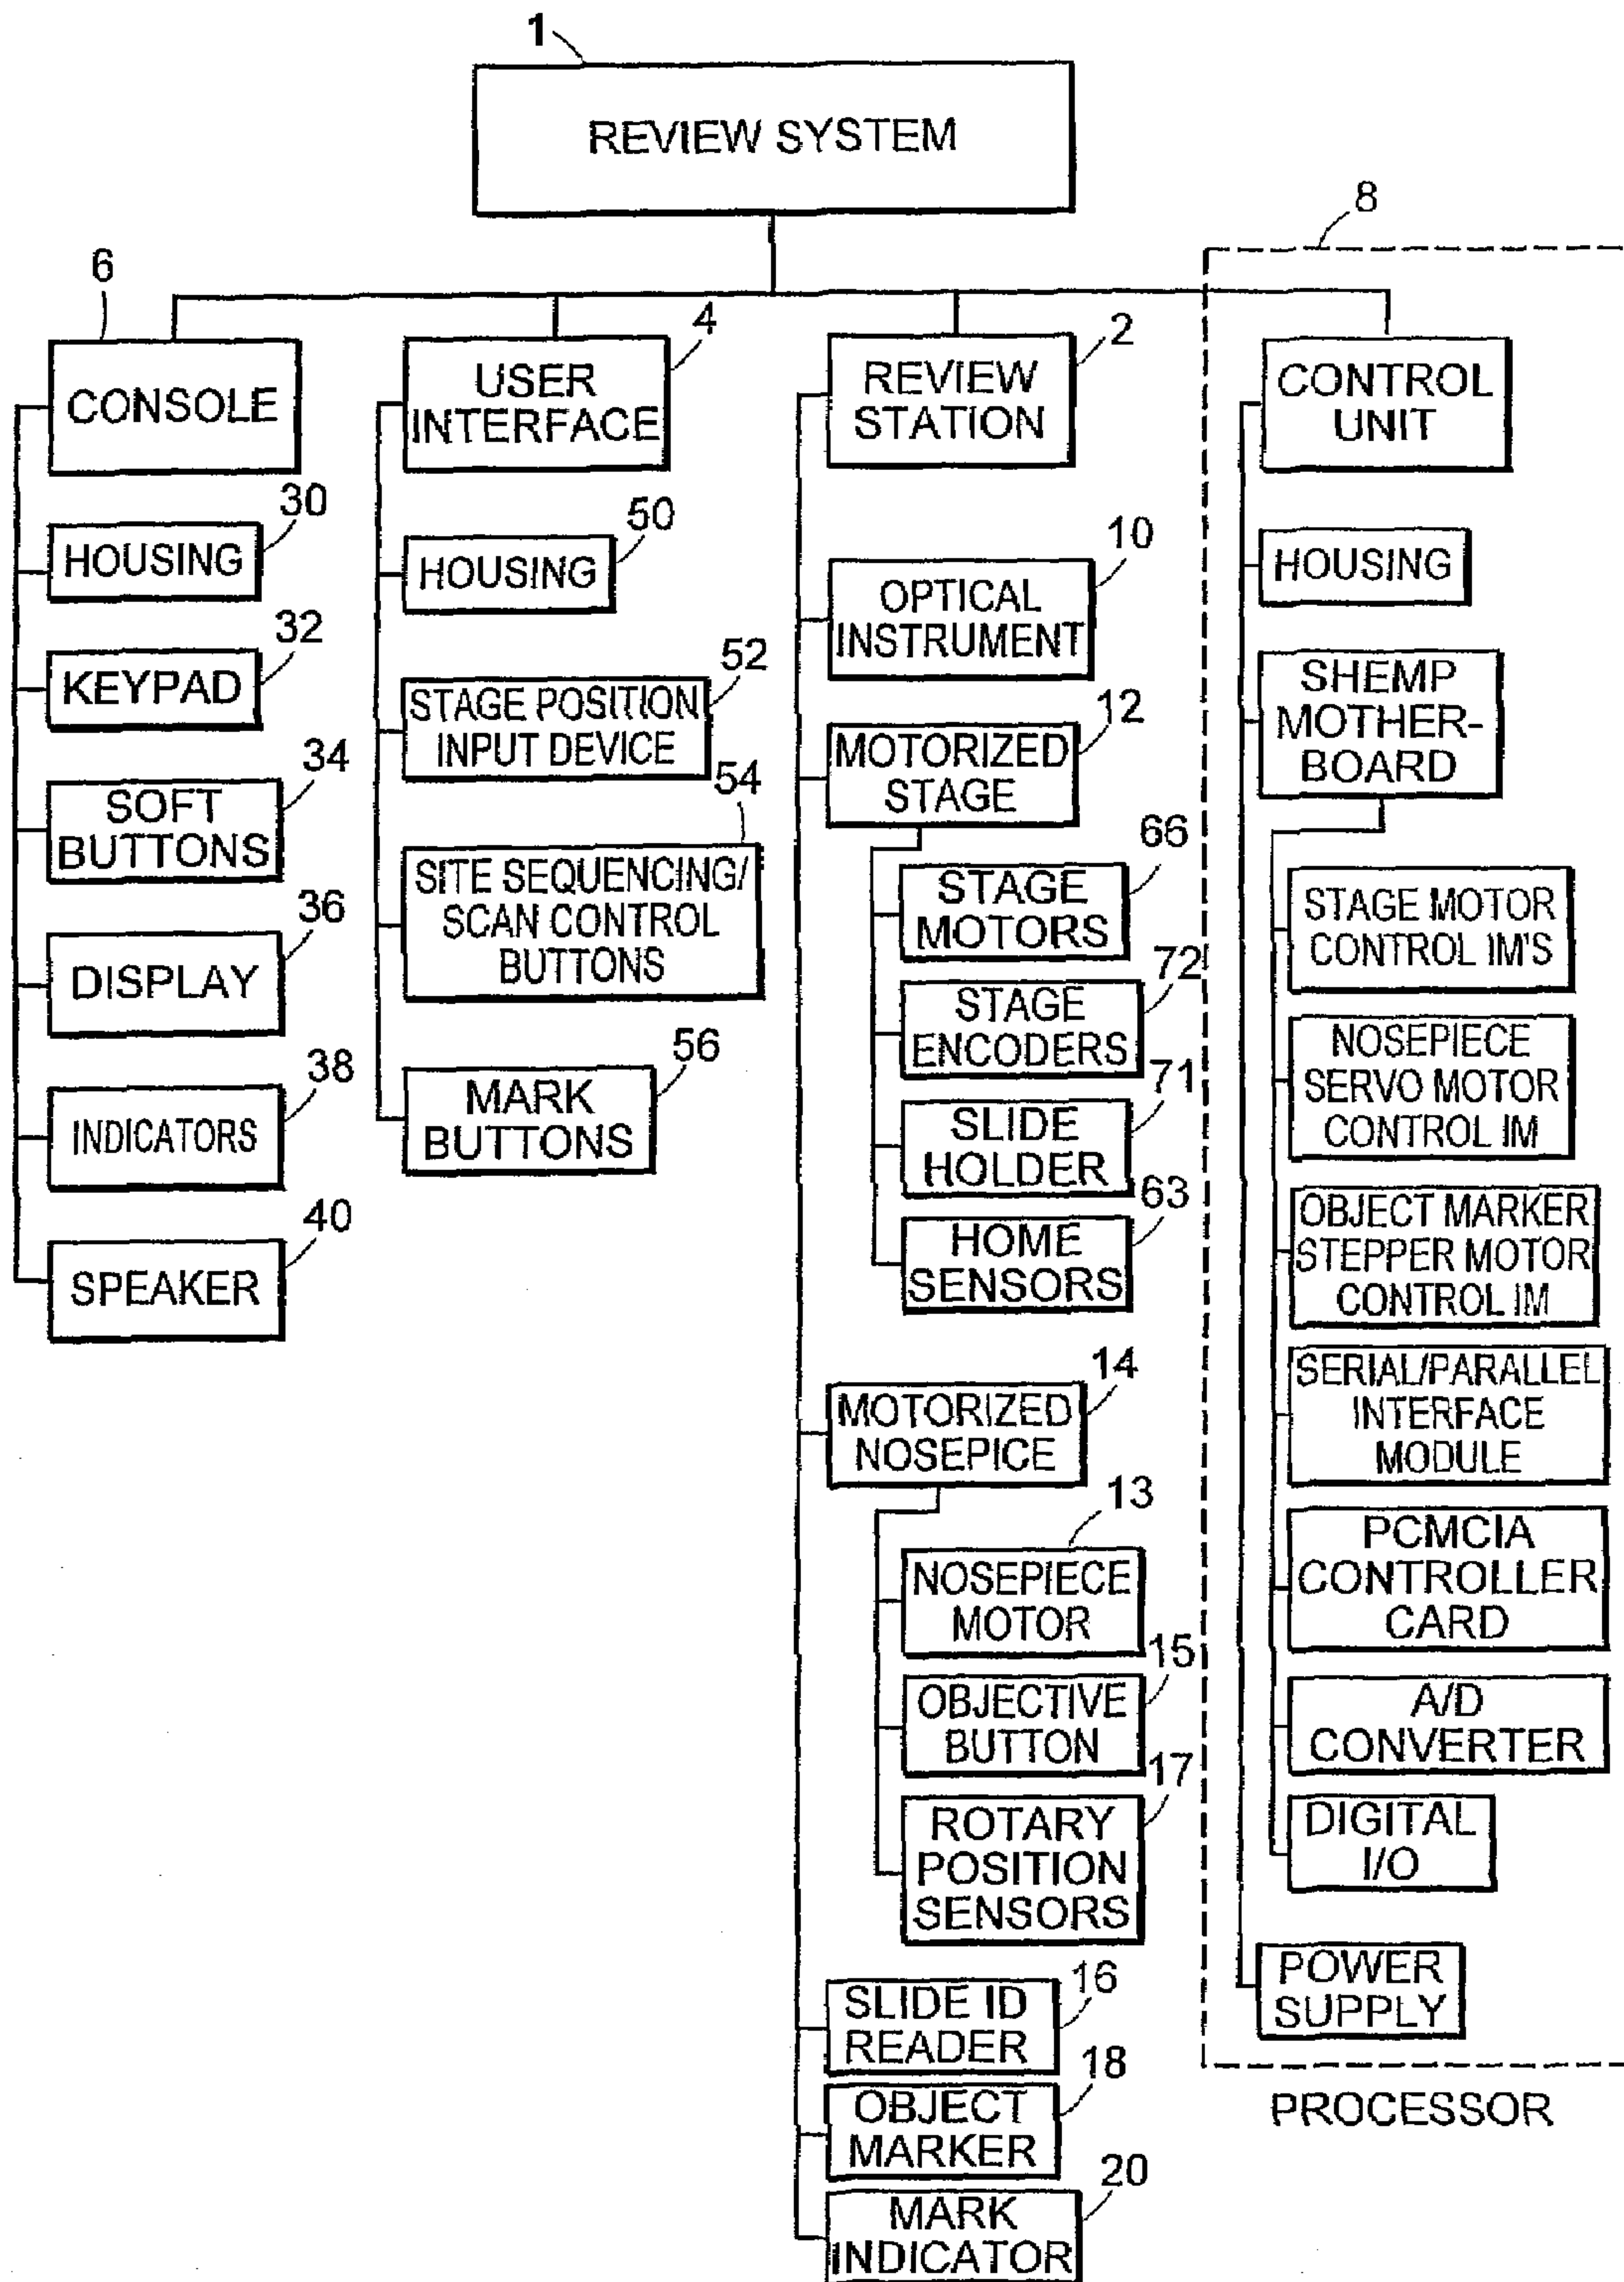 1
REVIEW SYSTEM
8
6
CONSOLE
30
HOUSING
32
KEYPAD
34
SOFT
BUTTONS
36
DISPLAY
38
INDICATORS
40
SPEAKER
4
USER
INTERFACE
50
HOUSING
52
STAGE POSITION
INPUT DEVICE
54
SITE SEQUENCING/
SCAN CONTROL
BUTTONS
56
MARK
BUTTONS
2
REVIEW
STATION
10
OPTICAL
INSTRUMENT
12
MOTORIZED
STAGE
66
STAGE
MOTORS
72
STAGE
ENCODERS
71
SLIDE
HOLDER
63
HOME
SENSORS
14
MOTORIZED
NOSEPICE
13
NOSEPIECE
MOTOR
15
OBJECTIVE
BUTTON
17
ROTARY
POSITION
SENSORS
16
SLIDE ID
READER
18
OBJECT
MARKER
20
MARK
INDICATOR
CONTROL
UNIT
HOUSING
SHEMP
MOTHER-
BOARD
STAGE MOTOR
CONTROL IM'S
NOSEPIECE
SERVO MOTOR
CONTROL IM
OBJECT MARKER
STEPPER MOTOR
CONTROL IM
SERIAL/PARALLEL
INTERFACE
MODULE
PCMCIA
CONTROLLER
CARD
A/D
CONVERTER
DIGITAL
I/O
POWER
SUPPLY
PROCESSOR